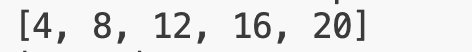 [4, 8, 12, 16, 20]